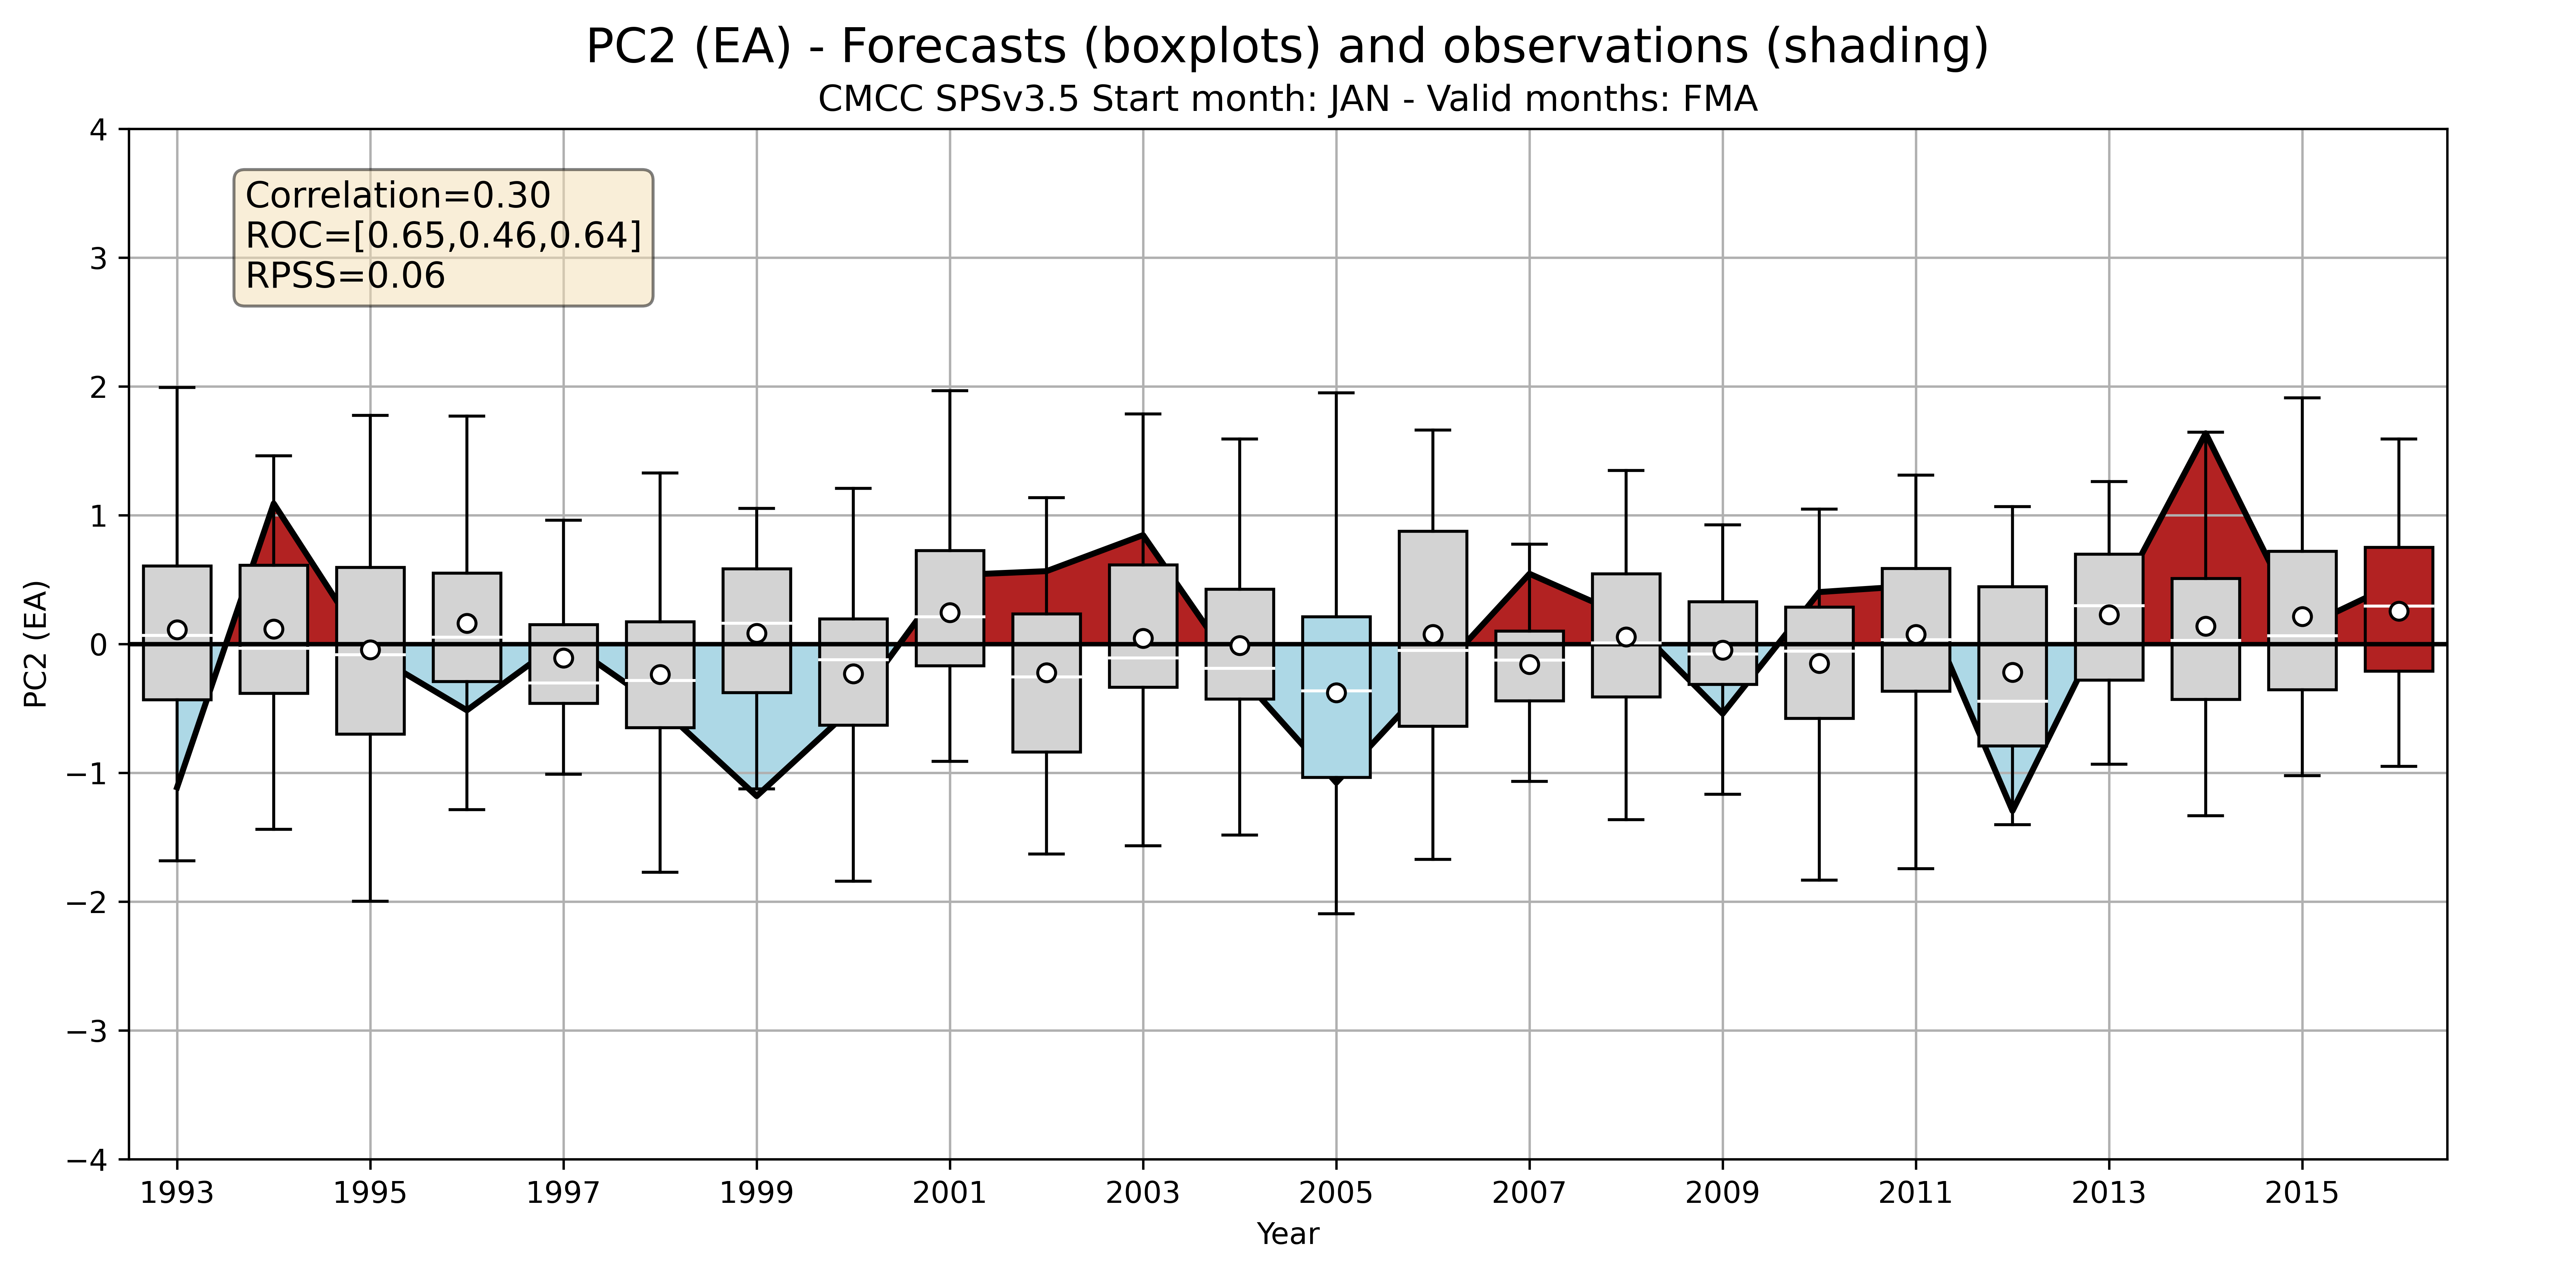 PC2 (EA) - Forecasts (boxplots) and observations (shading)
CMCC SPSv3.5 Start month: JAN - Valid months: FMA
Correlation=0.30
ROC=[0.65,0.46,0.64]
RPSS=0.06
PC2 (EA)
4
3
2
1
0
−1
−2
−3
−4
1993 1995 1997 1999 2001 2003 2005 2007 2009 2011 2013 2015
Year